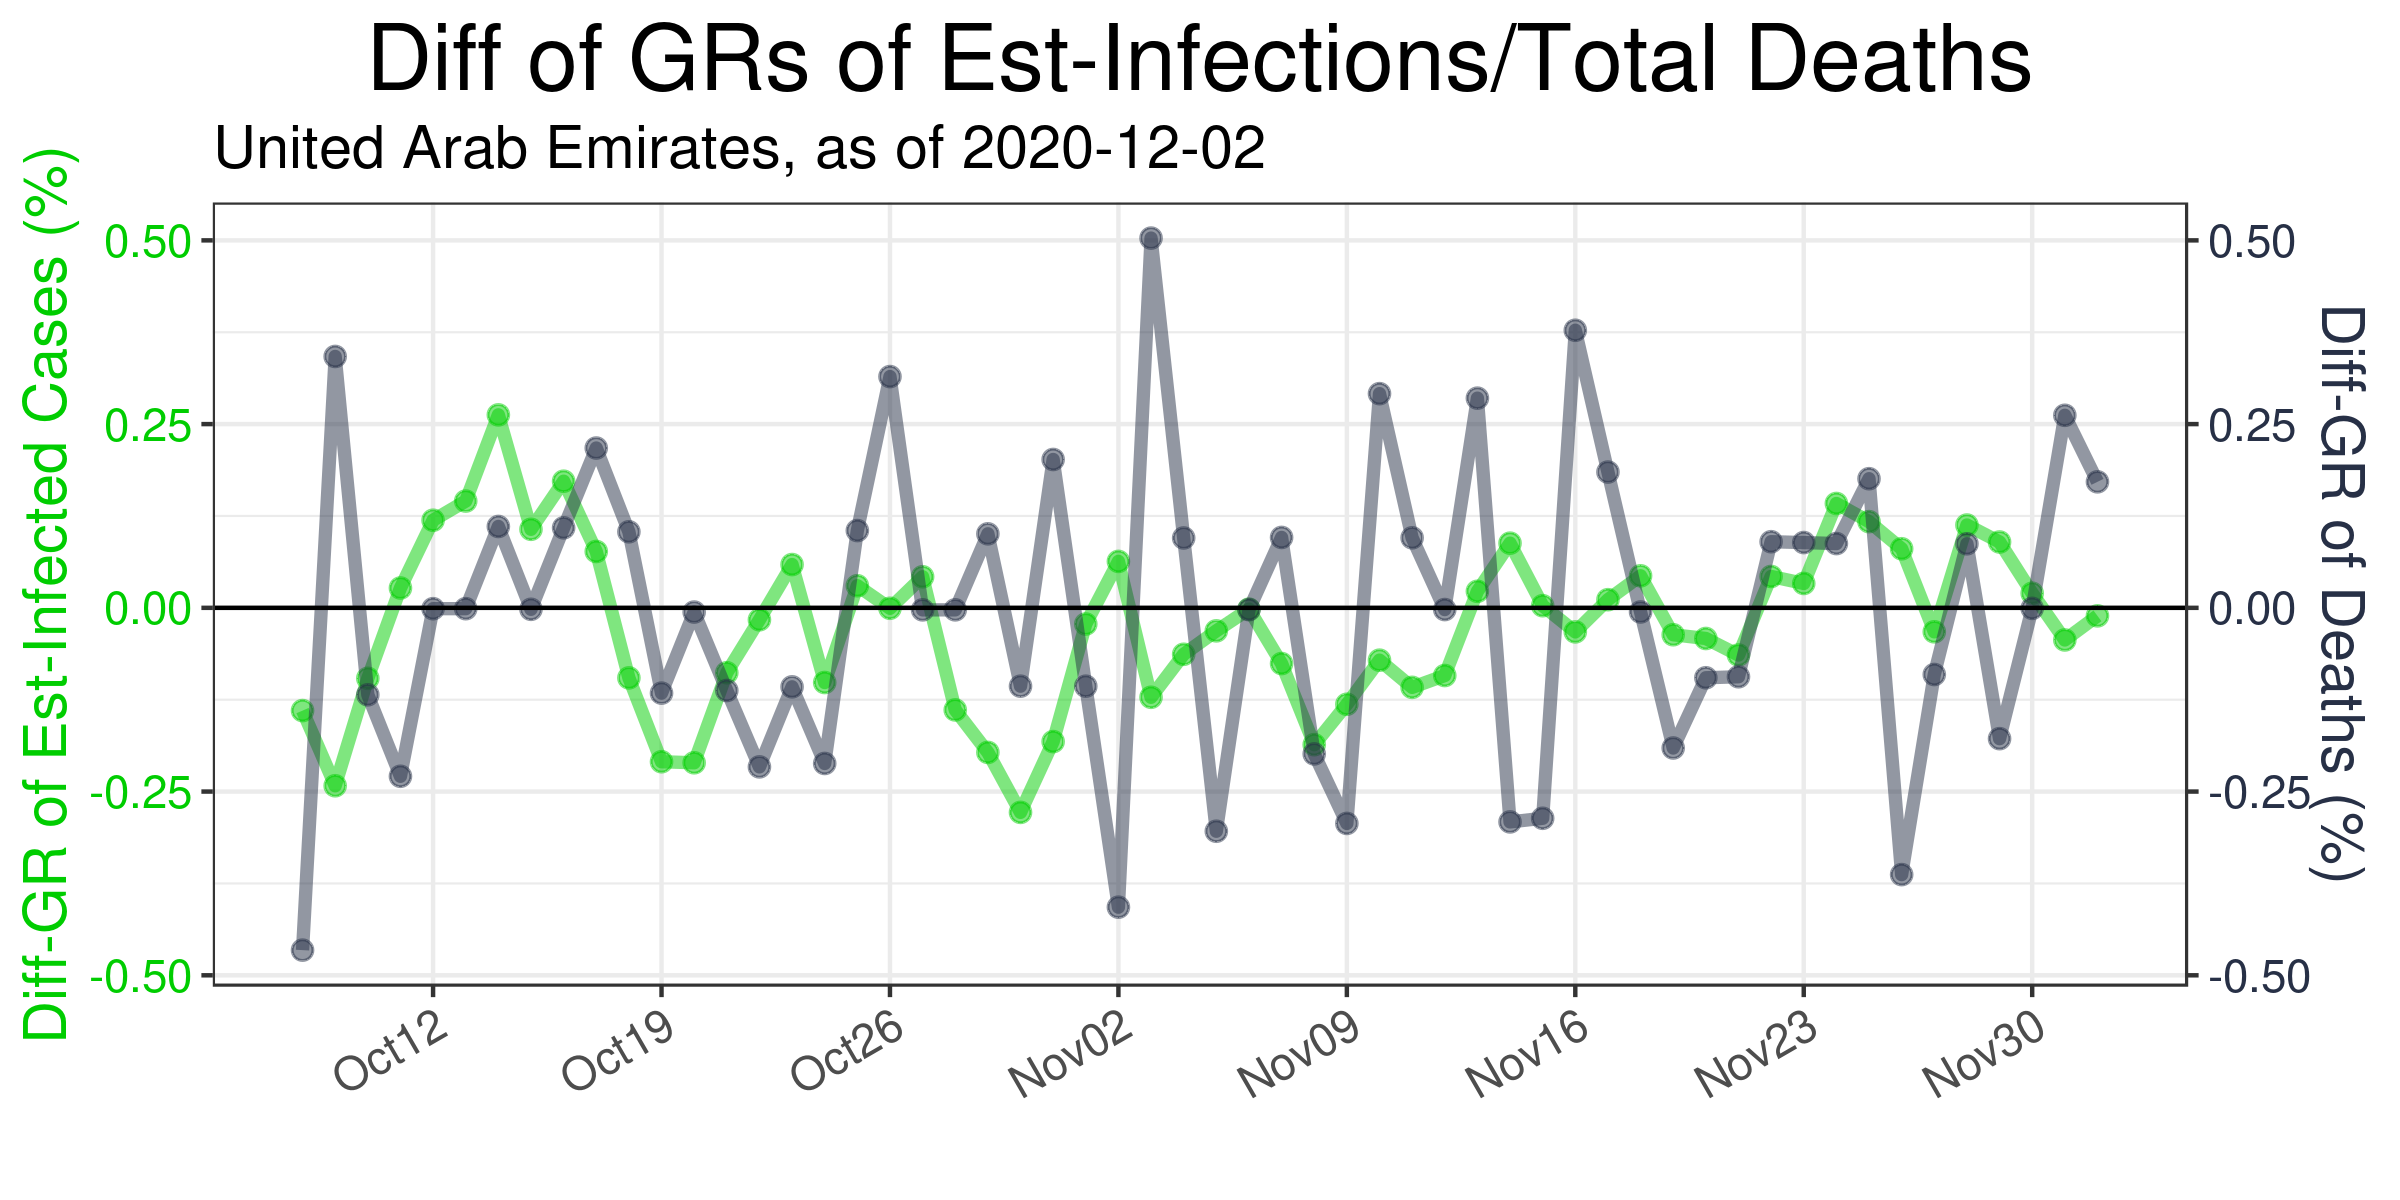 Diff of GRs of Est-Infections/Total Deaths
United Arab Emirates, as of 2020-12-02
Diff-GR of Est-Infected Cases (%)
0.50
0.25
0.00
-0.25
-0.50
0.50
0.25
0.00
-0.25
-0.50
Diff-GR of Deaths (%)
Oct12
Oct19
Oct26
Nov02
Nov09
Nov16
Nov23
Nov30